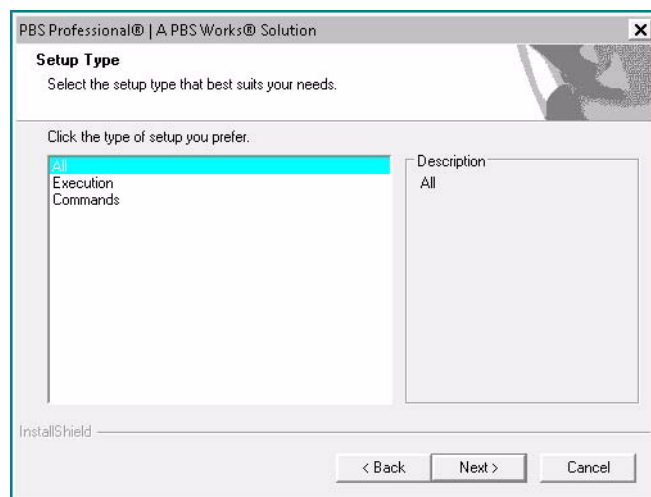 PBS Professional® | A PBS Works® Solution
Setup Type
Select the setup type that best suits your needs.
Click the type of setup you prefer.
All
Execution
Commands
Description
All
InstallShield
< Back
Next >
Cancel